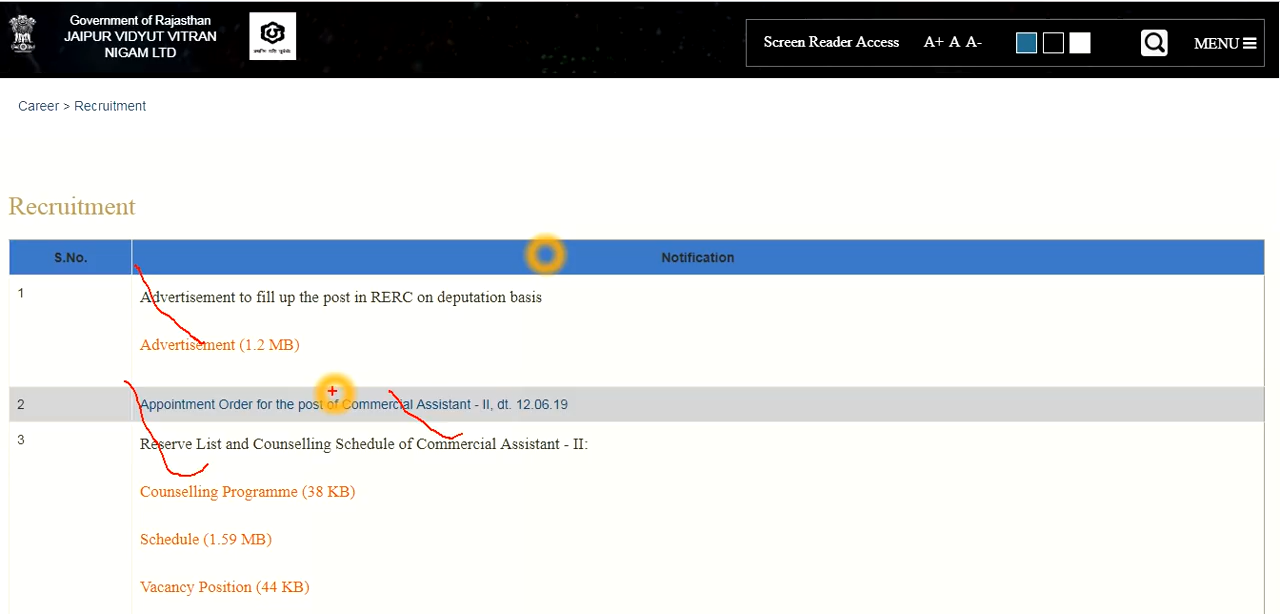 Government of Rajasthan
JAIPUR VIDYUT VITRAN
NIGAM LTD
Screen Reader Access A+ A A- MENU
Career > Recruitment
Recruitment
S.No. Notification
1 Advertisement to fill up the post in RERC on deputation basis
Advertisement (1.2 MB)
2 Appointment Order for the post of Commercial Assistant - II, dt. 12.06.19
3 Reserve List and Counselling Schedule of Commercial Assistant - II:
Counselling Programme (38 KB)
Schedule (1.59 MB)
Vacancy Position (44 KB)